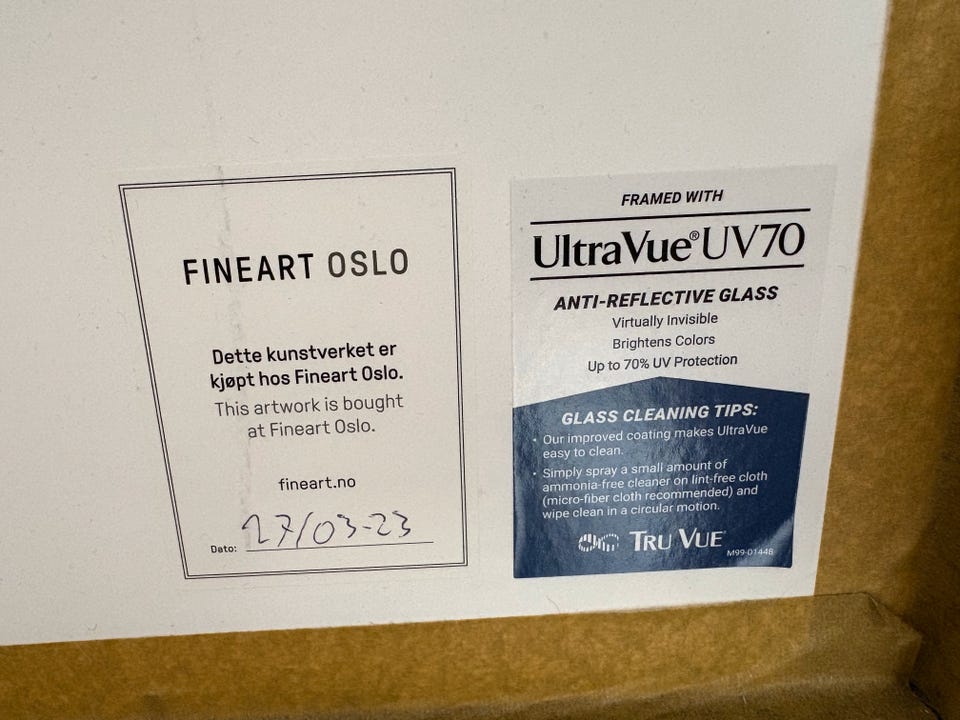 FINEART OSLO
Dette kunstverket er
kjøpt hos Fineart Oslo.
This artwork is bought
at Fineart Oslo.
fineart.no
Dato: 27/03-23
FRAMED WITH
UltraVue® UV70
ANTI-REFLECTIVE GLASS
Virtually Invisible
Brightens Colors
Up to 70% UV Protection
GLASS CLEANING TIPS:
• Our improved coating makes UltraVue
easy to clean.
• Simply spray a small amount of
ammonia-free cleaner on lint-free cloth
(micro-fiber cloth recommended) and
wipe clean in a circular motion.
TRU VUE®
M99-01448